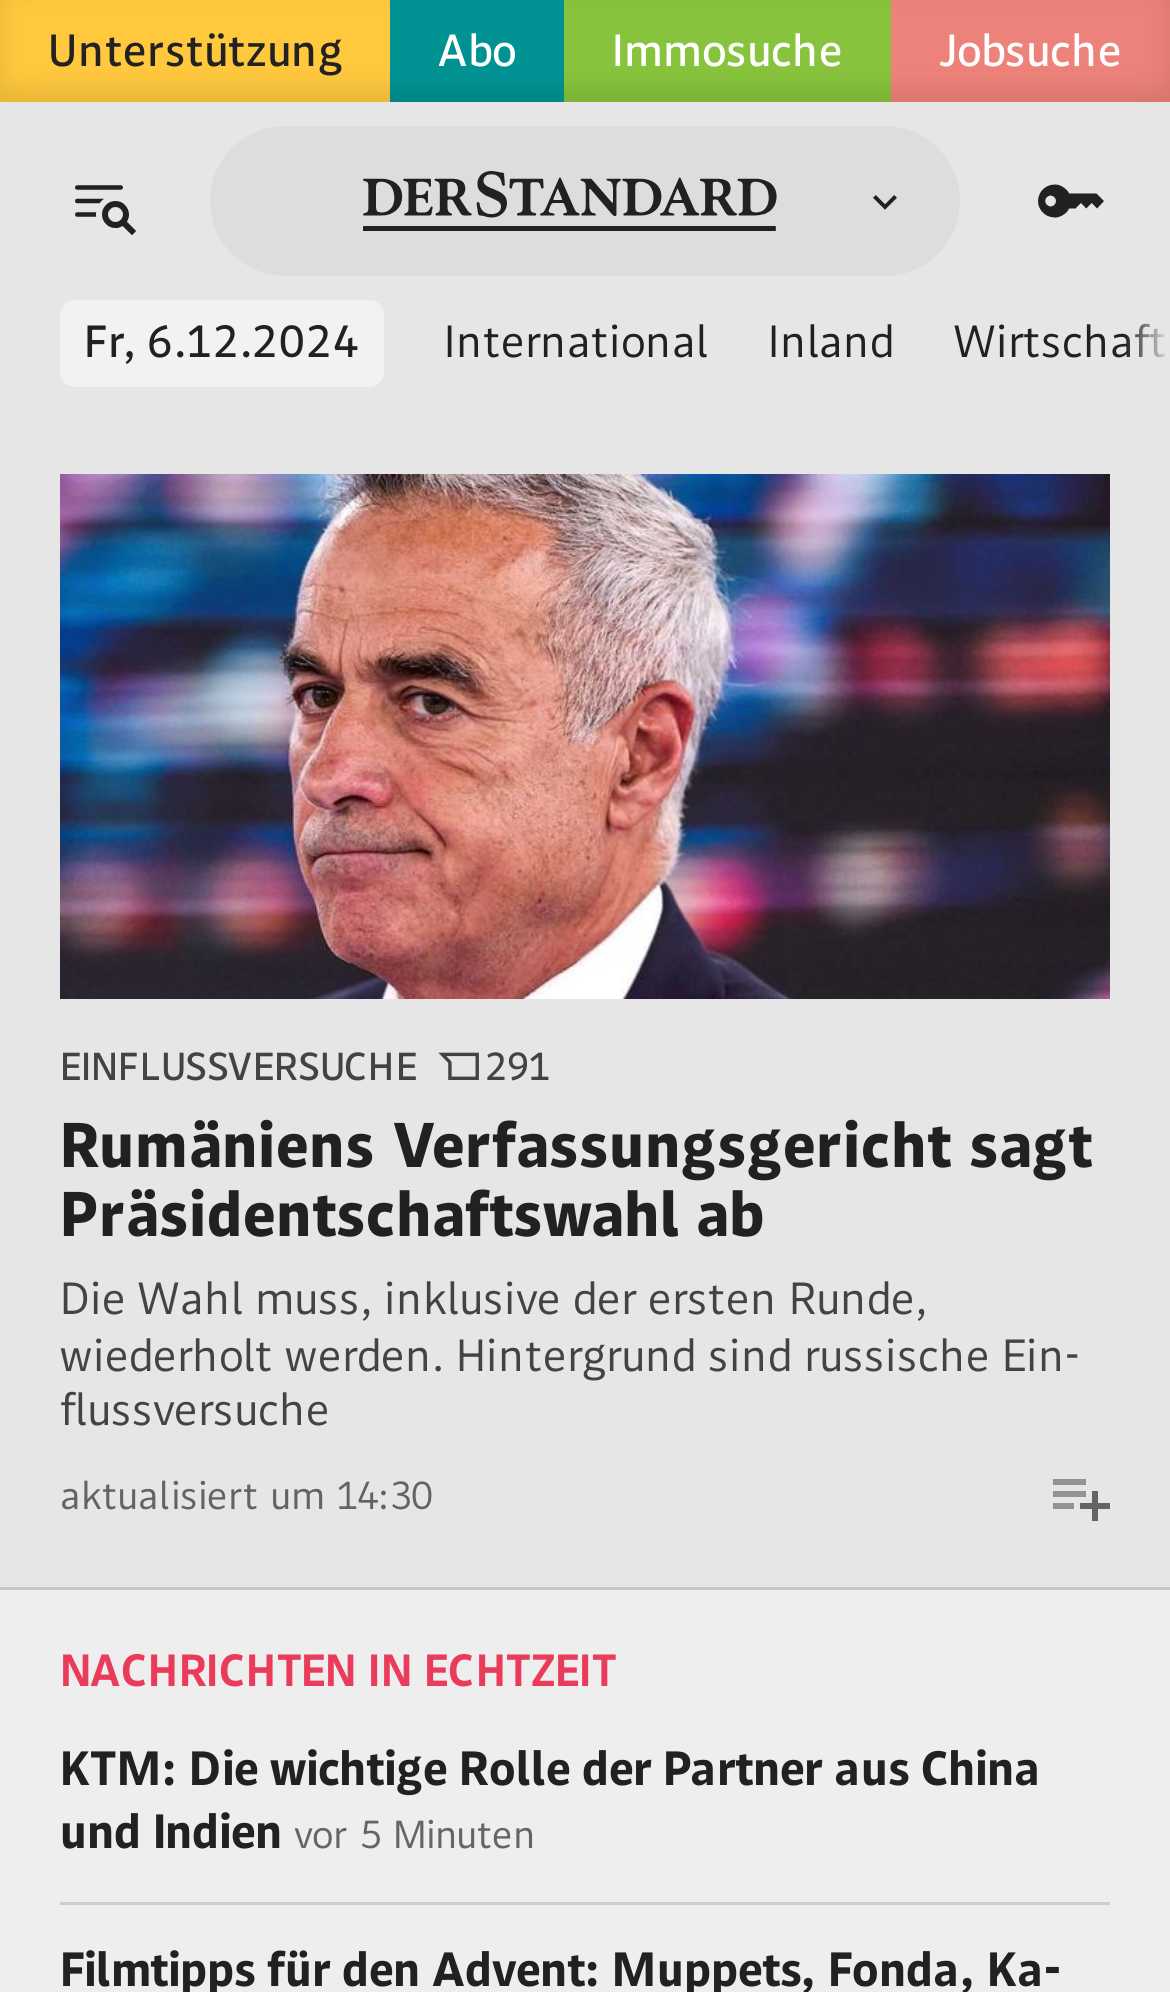 Unterstützung Abo Immosuche Jobsuche
DERSTANDARD
Fr, 6.12.2024 International Inland Wirtschaft
EINFLUSSVERSUCHE 291
Rumäniens Verfassungsgericht sagt
Präsidentschaftswahl ab
Die Wahl muss, inklusive der ersten Runde,
wiederholt werden. Hintergrund sind russische Ein-
flussversuche
aktualisiert um 14:30
NACHRICHTEN IN ECHTZEIT
KTM: Die wichtige Rolle der Partner aus China
und Indien vor 5 Minuten
Filmtipps für den Advent: Muppets, Fonda, Ka-